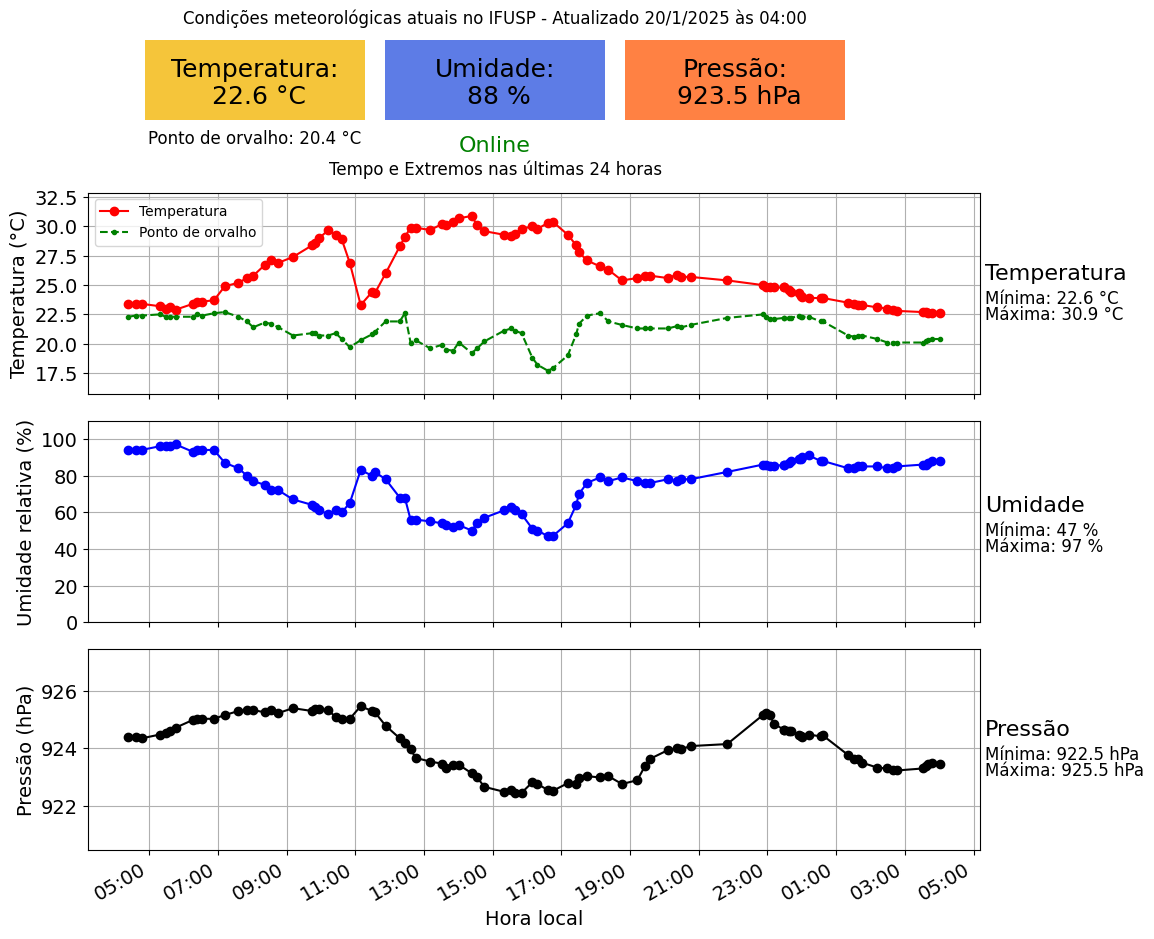 Condições meteorológicas atuais no IFUSP - Atualizado 20/1/2025 às 04:00
Temperatura:
22.6 °C
Umidade:
88 %
Pressão:
923.5 hPa
Ponto de orvalho: 20.4 °C
Online
Tempo e Extremos nas últimas 24 horas
Temperatura (°C)
32.5
30.0
27.5
25.0
22.5
20.0
17.5
Temperatura
Ponto de orvalho
Temperatura
Mínima: 22.6 °C
Máxima: 30.9 °C
Umidade relativa (%)
100
80
60
40
20
0
Umidade
Mínima: 47 %
Máxima: 97 %
Pressão (hPa)
926
924
922
Pressão
Mínima: 922.5 hPa
Máxima: 925.5 hPa
05:00 07:00 09:00 11:00 13:00 15:00 17:00 19:00 21:00 23:00 01:00 03:00 05:00
Hora local